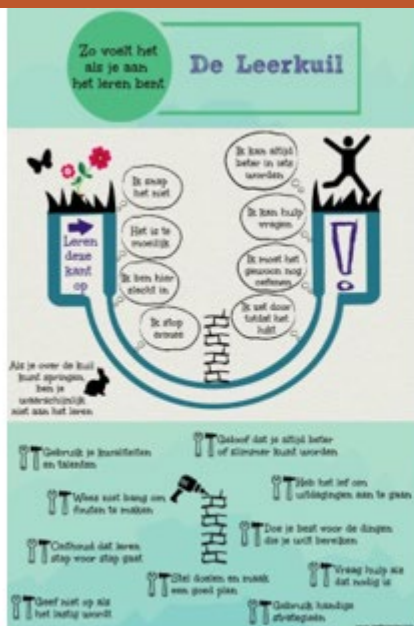 Zo voelt het
als je aan
het leren bent
De Leerkuil
Ik snap
het niet
Het is te
moeilijk
Ik ben hier
slecht in
Ik stop
ermee
Ik kan altijd
beter in iets
worden
Ik kan hulp
vragen
Ik moet het
gewoon nog
oefenen
Ik zet door
totdat het
lukt
Leren
deze
kant
op
!
Als je over de kuil
kunt springen,
ben je
waarschijnlijk
niet aan het leren
Gebruik je kwaliteiten
en talenten
Geloof dat je altijd beter
of slimmer kunt worden
Wees niet bang om
fouten te maken
Heb het lef om
uitdagingen aan te gaan
Onthoud dat leren
stap voor stap gaat
Doe je best voor de dingen
die je wilt bereiken
Stel doelen en maak
een goed plan
Vraag hulp als
dat nodig is
Geef niet op als
het lastig wordt
Gebruik handige
strategieën